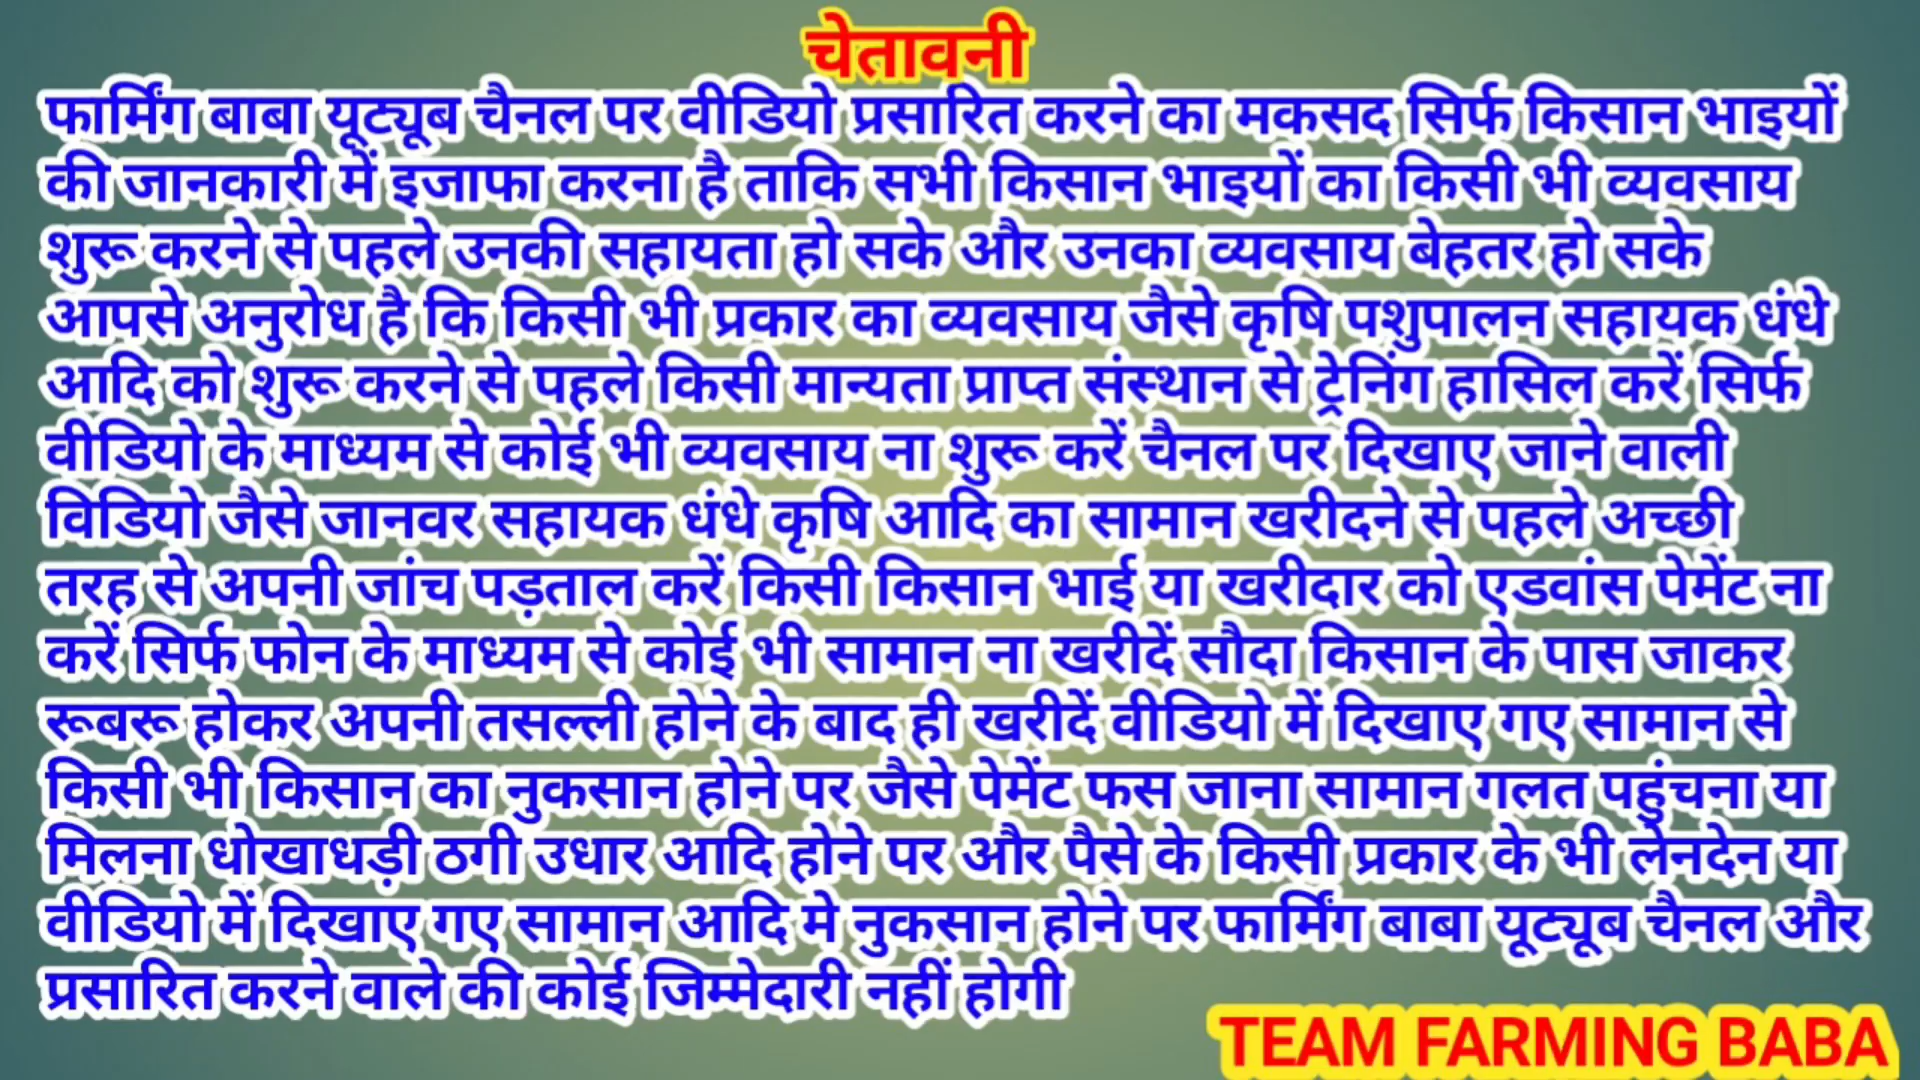 चेतावनी
फार्मिंग बाबा यूट्यूब चैनल पर वीडियो प्रसारित करने का मकसद सिर्फ किसान भाइयों
की जानकारी में इजाफा करना है ताकि सभी किसान भाइयों का किसी भी व्यवसाय
शुरू करने से पहले उनकी सहायता हो सके और उनका व्यवसाय बेहतर हो सके
आपसे अनुरोध है कि किसी भी प्रकार का व्यवसाय जैसे कृषि पशुपालन सहायक धंधे
आदि को शुरू करने से पहले किसी मान्यता प्राप्त संस्थान से ट्रेनिंग हासिल करें सिर्फ
वीडियो के माध्यम से कोई भी व्यवसाय ना शुरू करें चैनल पर दिखाए जाने वाली
विडियो जैसे जानवर सहायक धंधे कृषि आदि का सामान खरीदने से पहले अच्छी
तरह से अपनी जांच पड़ताल करें किसी किसान भाई या खरीदार को एडवांस पेमेंट ना
करें सिर्फ फोन के माध्यम से कोई भी सामान ना खरीदें सौदा किसान के पास जाकर
रूबरू होकर अपनी तसल्ली होने के बाद ही खरीदें वीडियो में दिखाए गए सामान से
किसी भी किसान का नुकसान होने पर जैसे पेमेंट फस जाना सामान गलत पहुंचना या
मिलना धोखाधड़ी ठगी उधार आदि होने पर और पैसे के किसी प्रकार के भी लेनदेन या
वीडियो में दिखाए गए सामान आदि मे नुकसान होने पर फार्मिंग बाबा यूट्यूब चैनल और
प्रसारित करने वाले की कोई जिम्मेदारी नहीं होगी
TEAM FARMING BABA